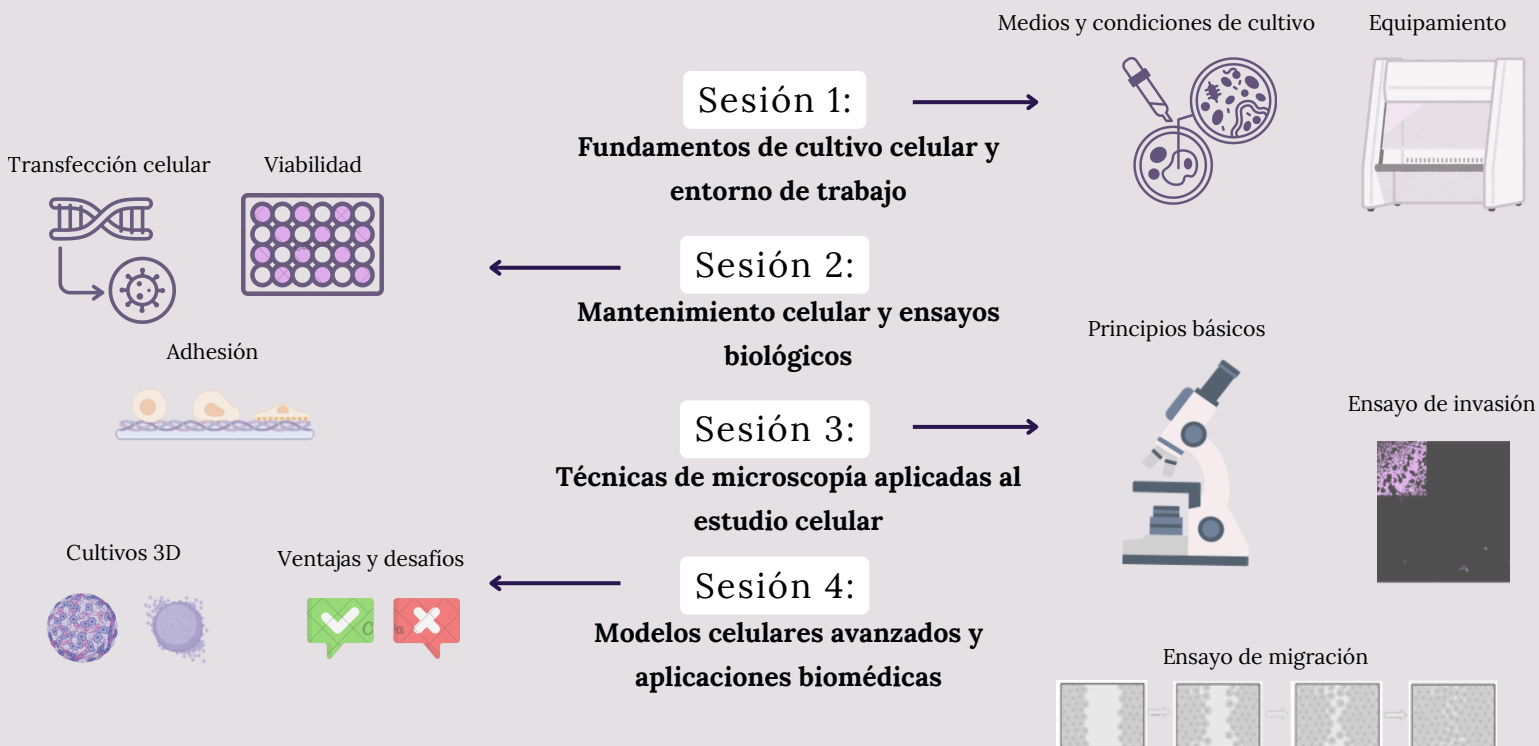 Medios y condiciones de cultivo
Equipamiento
Sesión 1:
Fundamentos de cultivo celular y
entorno de trabajo
Transfección celular
Viabilidad
Adhesión
Sesión 2:
Mantenimiento celular y ensayos
biológicos
Principios básicos
Ensayo de invasión
Sesión 3:
Técnicas de microscopía aplicadas al
estudio celular
Cultivos 3D
Ventajas y desafíos
Sesión 4:
Modelos celulares avanzados y
aplicaciones biomédicas
Ensayo de migración